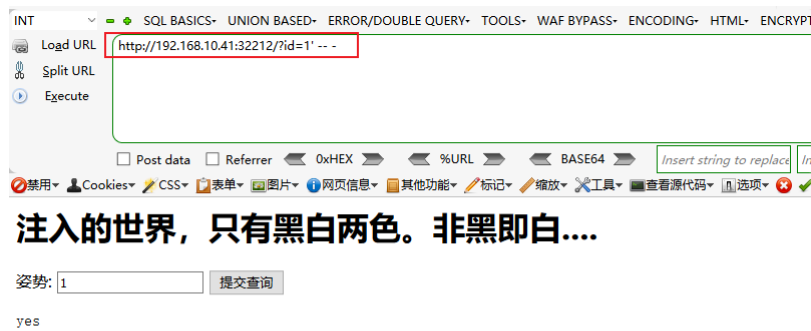 INT SQL BASICS▾ UNION BASED▾ ERROR/DOUBLE QUERY▾ TOOLS▾ WAF BYPASS▾ ENCODING▾ HTML▾ ENCRYPT
Load URL http://192.168.10.41:32212/?id=1' -- -
Split URL
Execute
Post data Referrer 0xHEX %URL BASE64 Insert string to replace In
禁用▾ Cookies▾ CSS▾ 表单▾ 图片▾ 网页信息▾ 其他功能▾ 标记▾ 缩放▾ 工具▾ 查看源代码▾ 选项▾
注入的世界，只有黑白两色。非黑即白....
姿势: 1 提交查询
yes